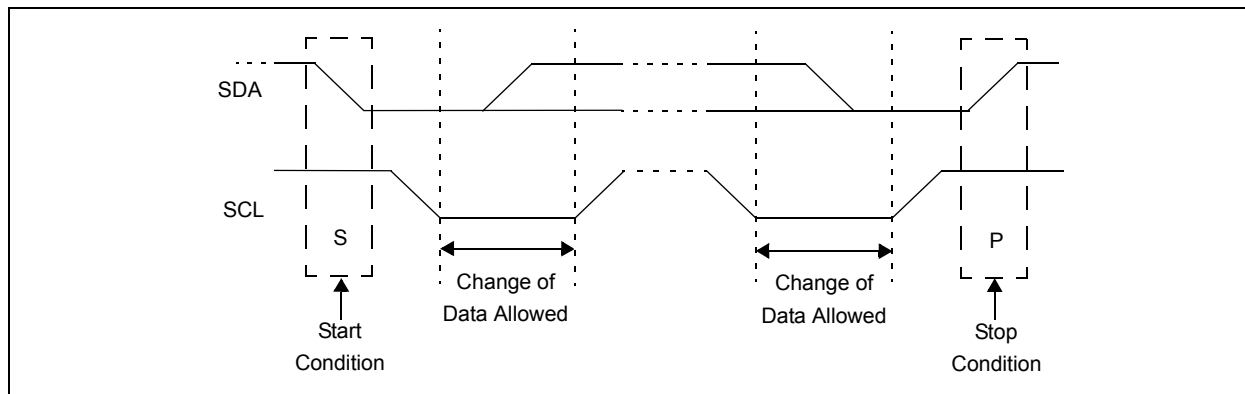 SDA
SCL
S
P
Change of
Data Allowed
Change of
Data Allowed
Start
Condition
Stop
Condition